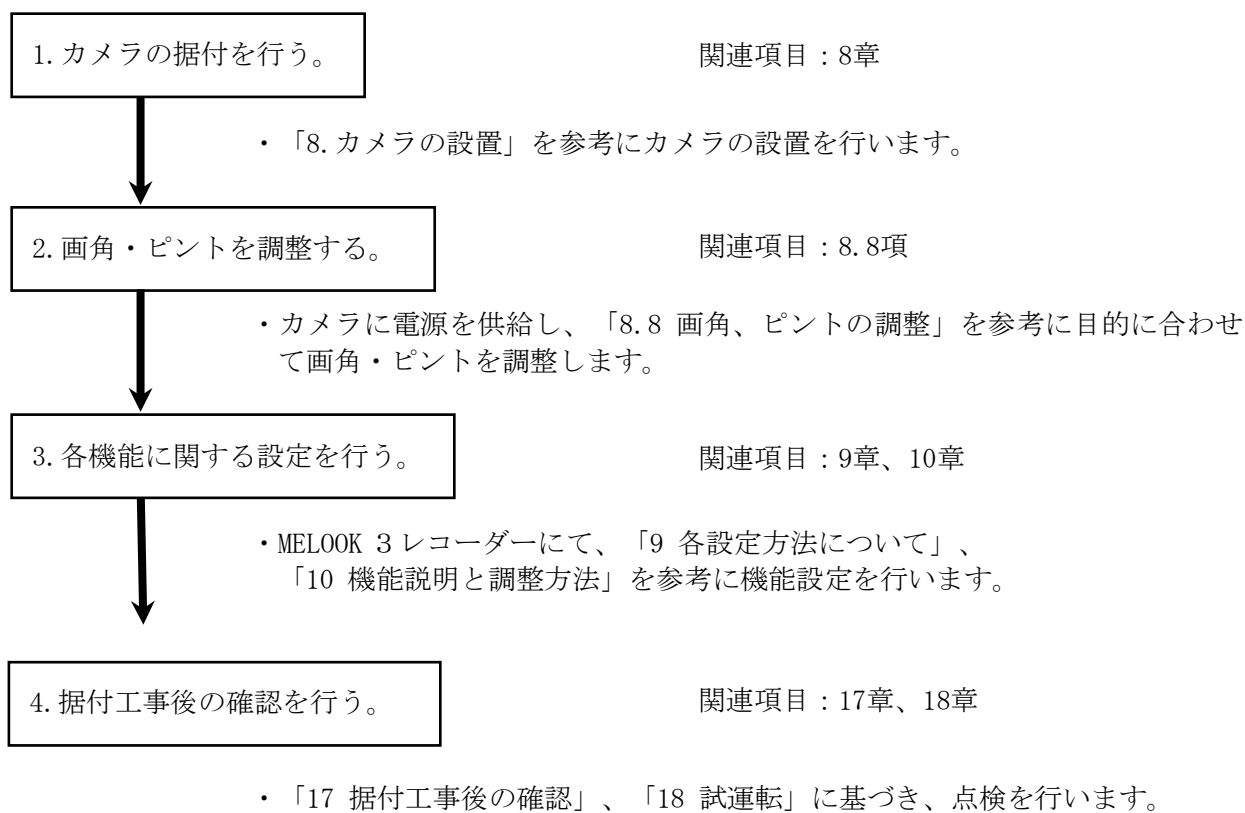 1.カメラの据付を行う。 関連項目：8章
・「8.カメラの設置」を参考にカメラの設置を行います。
2.画角・ピントを調整する。 関連項目：8.8項
・カメラに電源を供給し、「8.8 画角、ピントの調整」を参考に目的に合わせ
て画角・ピントを調整します。
3.各機能に関する設定を行う。 関連項目：9章、10章
・MELOOK ３レコーダーにて、「9 各設定方法について」、
「10 機能説明と調整方法」を参考に機能設定を行います。
4.据付工事後の確認を行う。 関連項目：17章、18章
・「17 据付工事後の確認」、「18 試運転」に基づき、点検を行います。